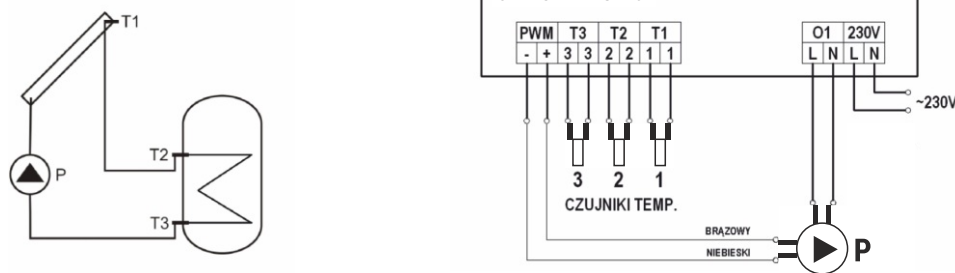 T1
T2
P
T3
PWM T3 T2 T1
- + 3 3 2 2 1 1
O1 230V
L N L N
~230V
3 2 1
CZUJNIKI TEMP.
BRĄZOWY
NIEBIESKI
P